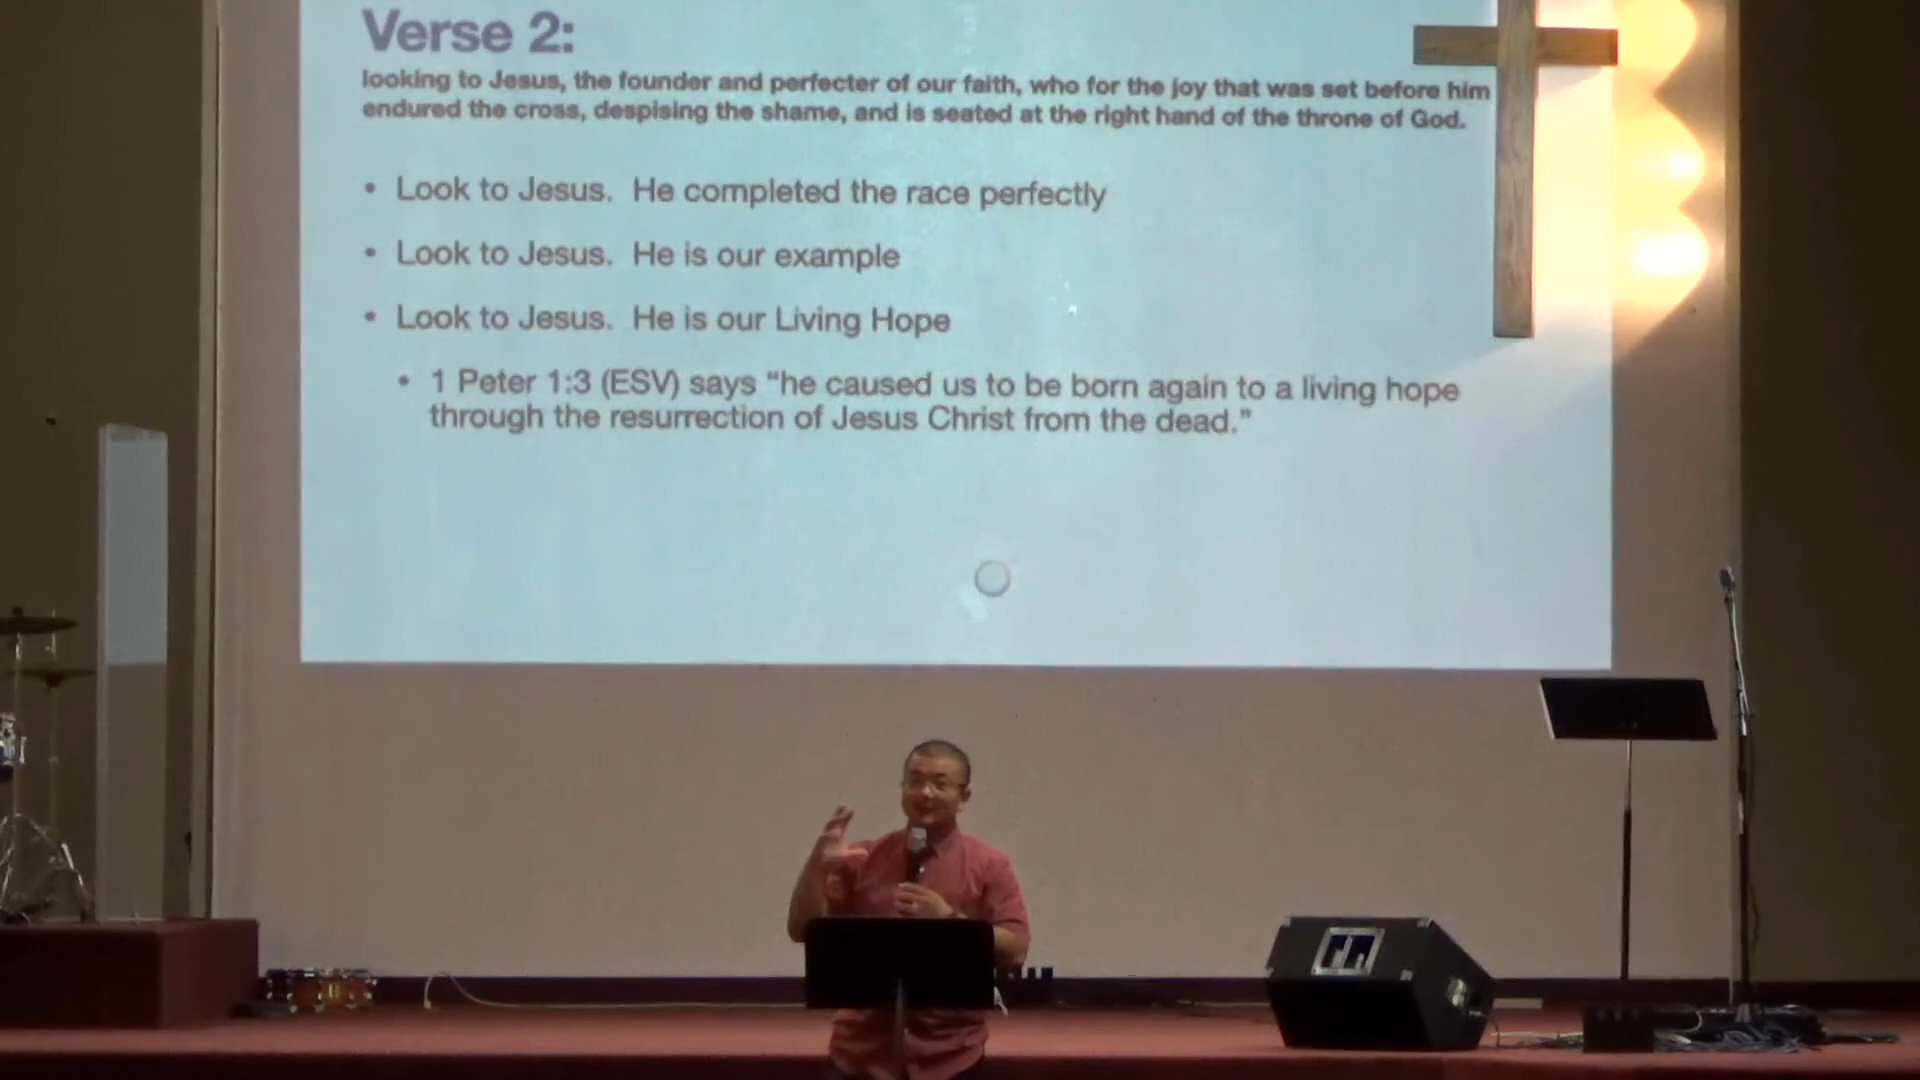 Verse 2:
looking to Jesus, the founder and perfecter of our faith, who for the joy that was set before him
endured the cross, despising the shame, and is seated at the right hand of the throne of God.
• Look to Jesus.  He completed the race perfectly
• Look to Jesus.  He is our example
• Look to Jesus.  He is our Living Hope
• 1 Peter 1:3 (ESV) says “he caused us to be born again to a living hope
through the resurrection of Jesus Christ from the dead.”